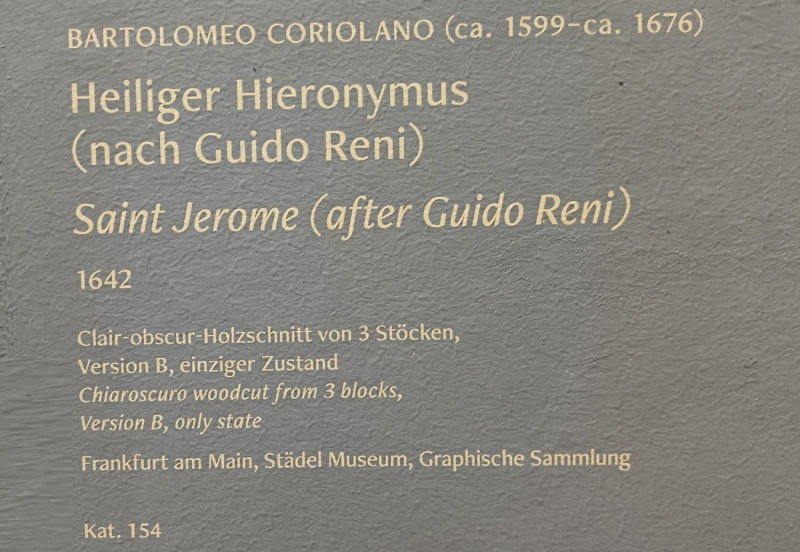 BARTOLOMEO CORIOLANO (ca. 1599–ca. 1676)
Heiliger Hieronymus
(nach Guido Reni)
Saint Jerome (after Guido Reni)
1642
Clair-obscur-Holzschnitt von 3 Stöcken,
Version B, einziger Zustand
Chiaroscuro woodcut from 3 blocks,
Version B, only state
Frankfurt am Main, Städel Museum, Graphische Sammlung
Kat. 154